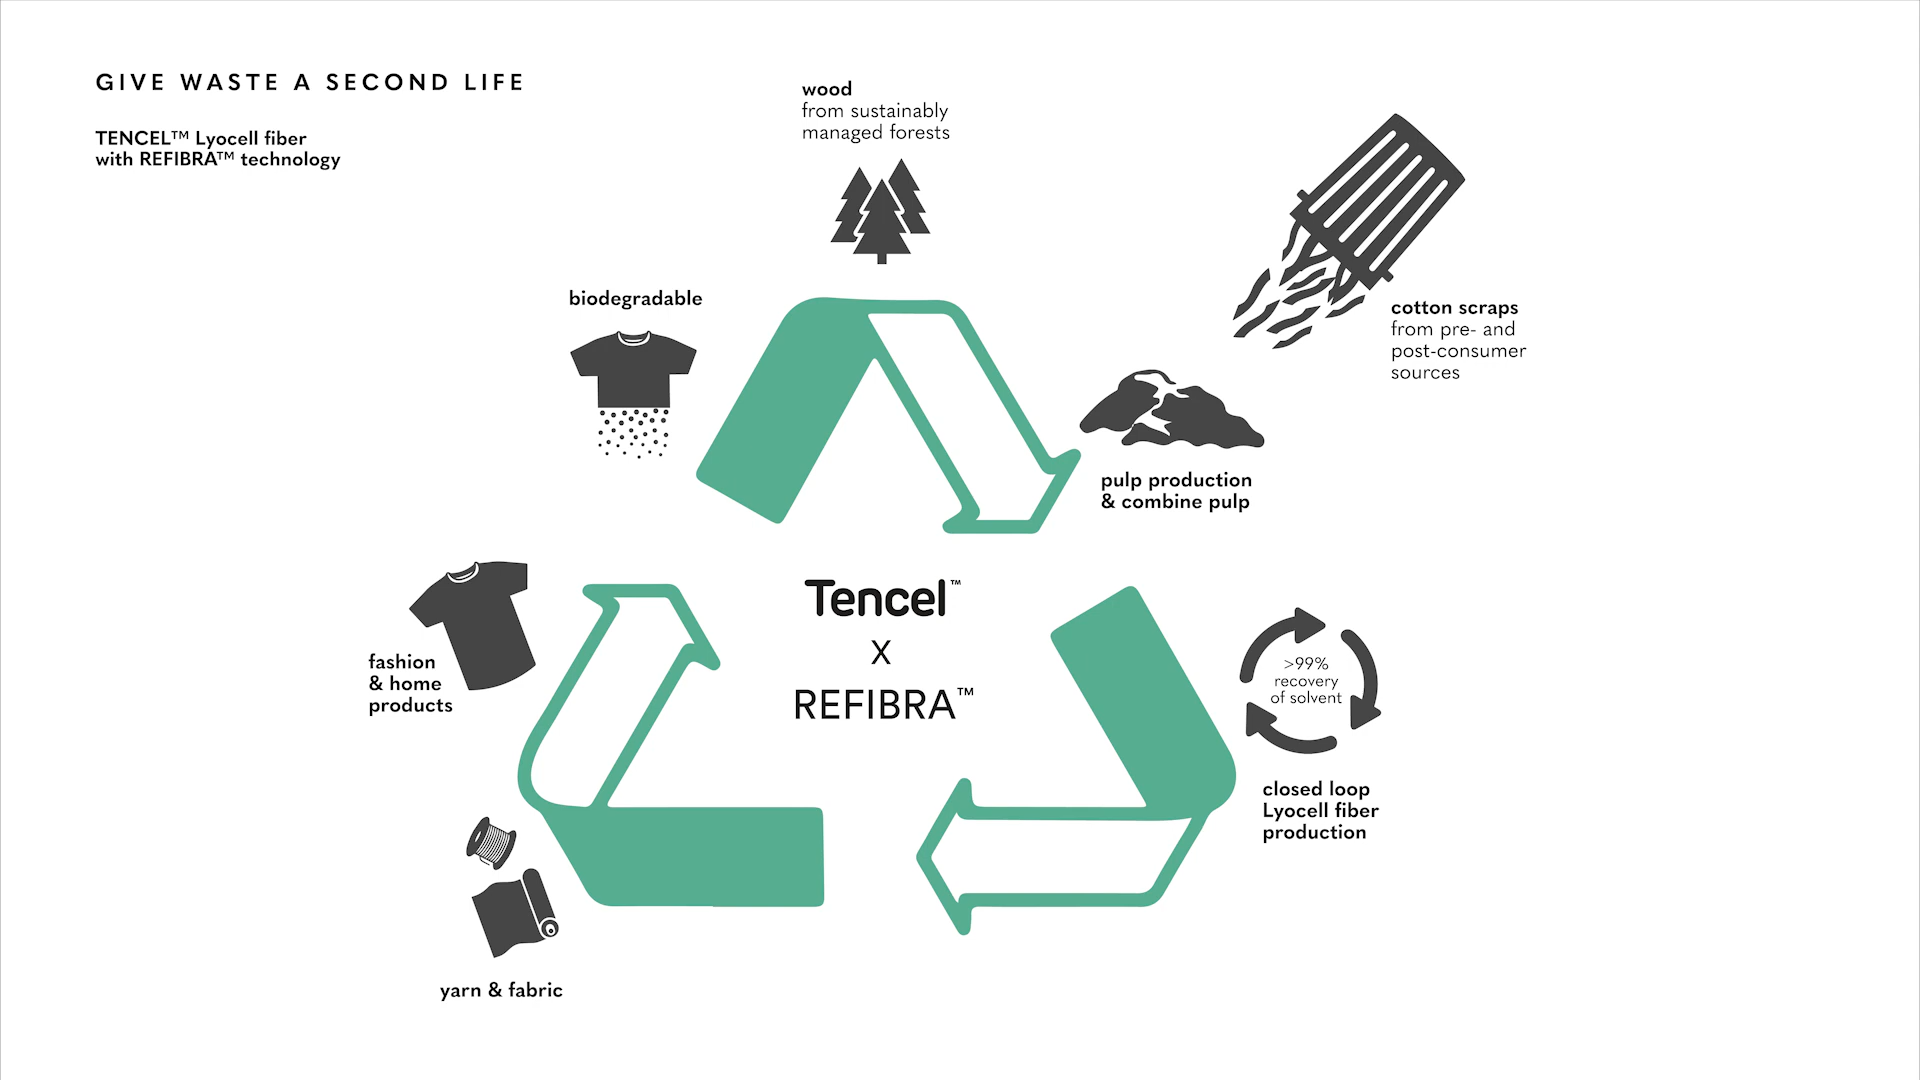 GIVE WASTE A SECOND LIFE
TENCEL™ Lyocell fiber
with REFIBRA™ technology
wood
from sustainably
managed forests
cotton scraps
from pre- and
post-consumer
sources
biodegradable
pulp production
& combine pulp
Tencel™
X
REFIBRA™
>99%
recovery
of solvent
closed loop
Lyocell fiber
production
fashion
& home
products
yarn & fabric